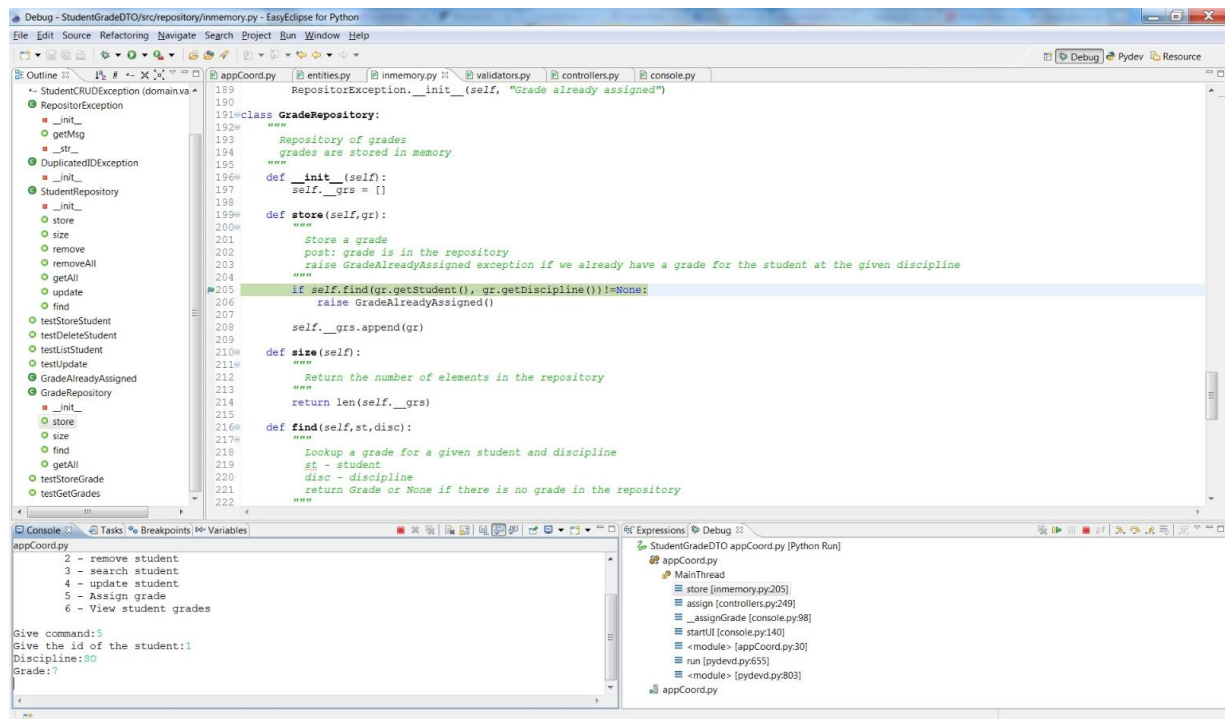 Debug - StudentGradeDTO/src/repository/inmemory.py - EasyEclipse for Python
File Edit Source Refactoring Navigate Search Project Run Window Help
Debug Pydev Resource
Outline
StudentCRUDException (domain.va
RepositorException
__init__
getMsg
__str__
DuplicatedIDException
__init__
StudentRepository
__init__
store
size
remove
removeAll
getAll
update
find
testStoreStudent
testDeleteStudent
testListStudent
testUpdate
GradeAlreadyAssigned
GradeRepository
__init__
store
size
find
getAll
testStoreGrade
testGetGrades
appCoord.py entities.py inmemory.py validators.py controllers.py console.py
189 RepositorException.__init__(self, "Grade already assigned")
190
191 class GradeRepository:
192 """
193 Repository of grades
194 grades are stored in memory
195 """
196 def __init__(self):
197 self.__grs = []
198
199 def store(self,gr):
200 """
201 Store a grade
202 post: grade is in the repository
203 raise GradeAlreadyAssigned exception if we already have a grade for the student at the given discipline
204 """
205 if self.find(gr.getStudent(), gr.getDiscipline())!=None:
206 raise GradeAlreadyAssigned()
207
208 self.__grs.append(gr)
209
210 def size(self):
211 """
212 Return the number of elements in the repository
213 """
214 return len(self.__grs)
215
216 def find(self,st,disc):
217 """
218 Lookup a grade for a given student and discipline
219 st - student
220 disc - discipline
221 return Grade or None if there is no grade in the repository
222 """
Console Tasks Breakpoints Variables
appCoord.py
2 - remove student
3 - search student
4 - update student
5 - Assign grade
6 - View student grades
Give command:5
Give the id of the student:1
Discipline:SO
Grade:7
Expressions Debug
StudentGradeDTO appCoord.py [Python Run]
appCoord.py
MainThread
store [inmemory.py:205]
assign [controllers.py:249]
__assignGrade [console.py:98]
startUI [console.py:140]
<module> [appCoord.py:30]
run [pydevd.py:655]
<module> [pydevd.py:803]
appCoord.py